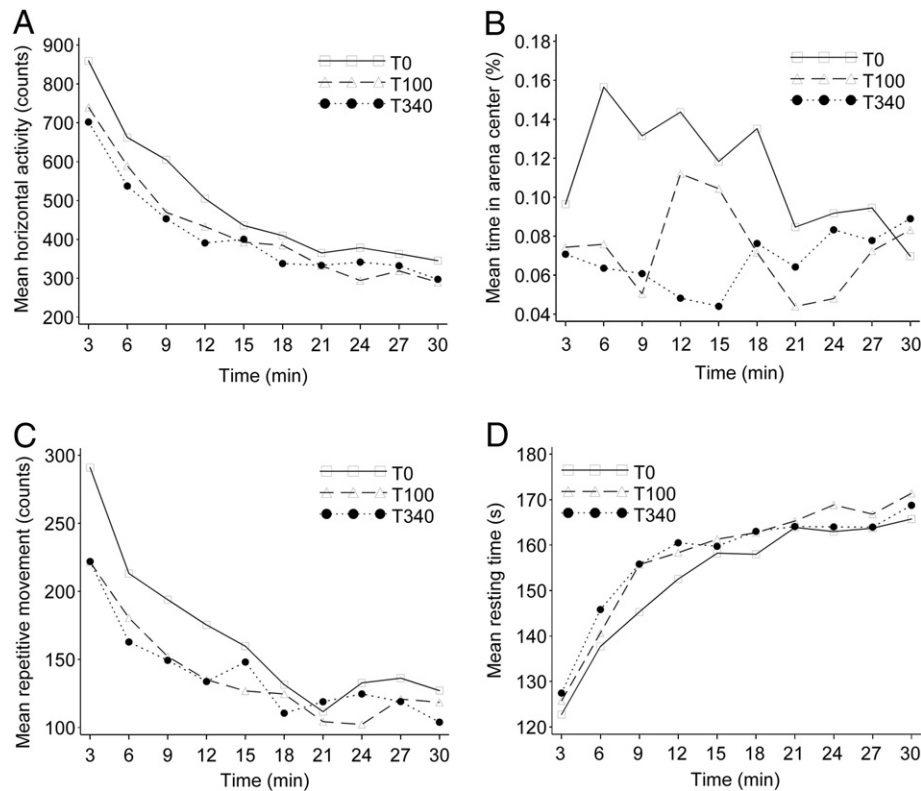 A
Mean horizontal activity (counts)
900
800
700
600
500
400
300
200
T0
T100
T340
3 6 9 12 15 18 21 24 27 30
Time (min)
B
Mean time in arena center (%)
0.18
0.16
0.14
0.12
0.10
0.08
0.06
0.04
T0
T100
T340
3 6 9 12 15 18 21 24 27 30
Time (min)
C
Mean repetitive movement (counts)
300
250
200
150
100
T0
T100
T340
3 6 9 12 15 18 21 24 27 30
Time (min)
D
Mean resting time (s)
180
170
160
150
140
130
120
T0
T100
T340
3 6 9 12 15 18 21 24 27 30
Time (min)